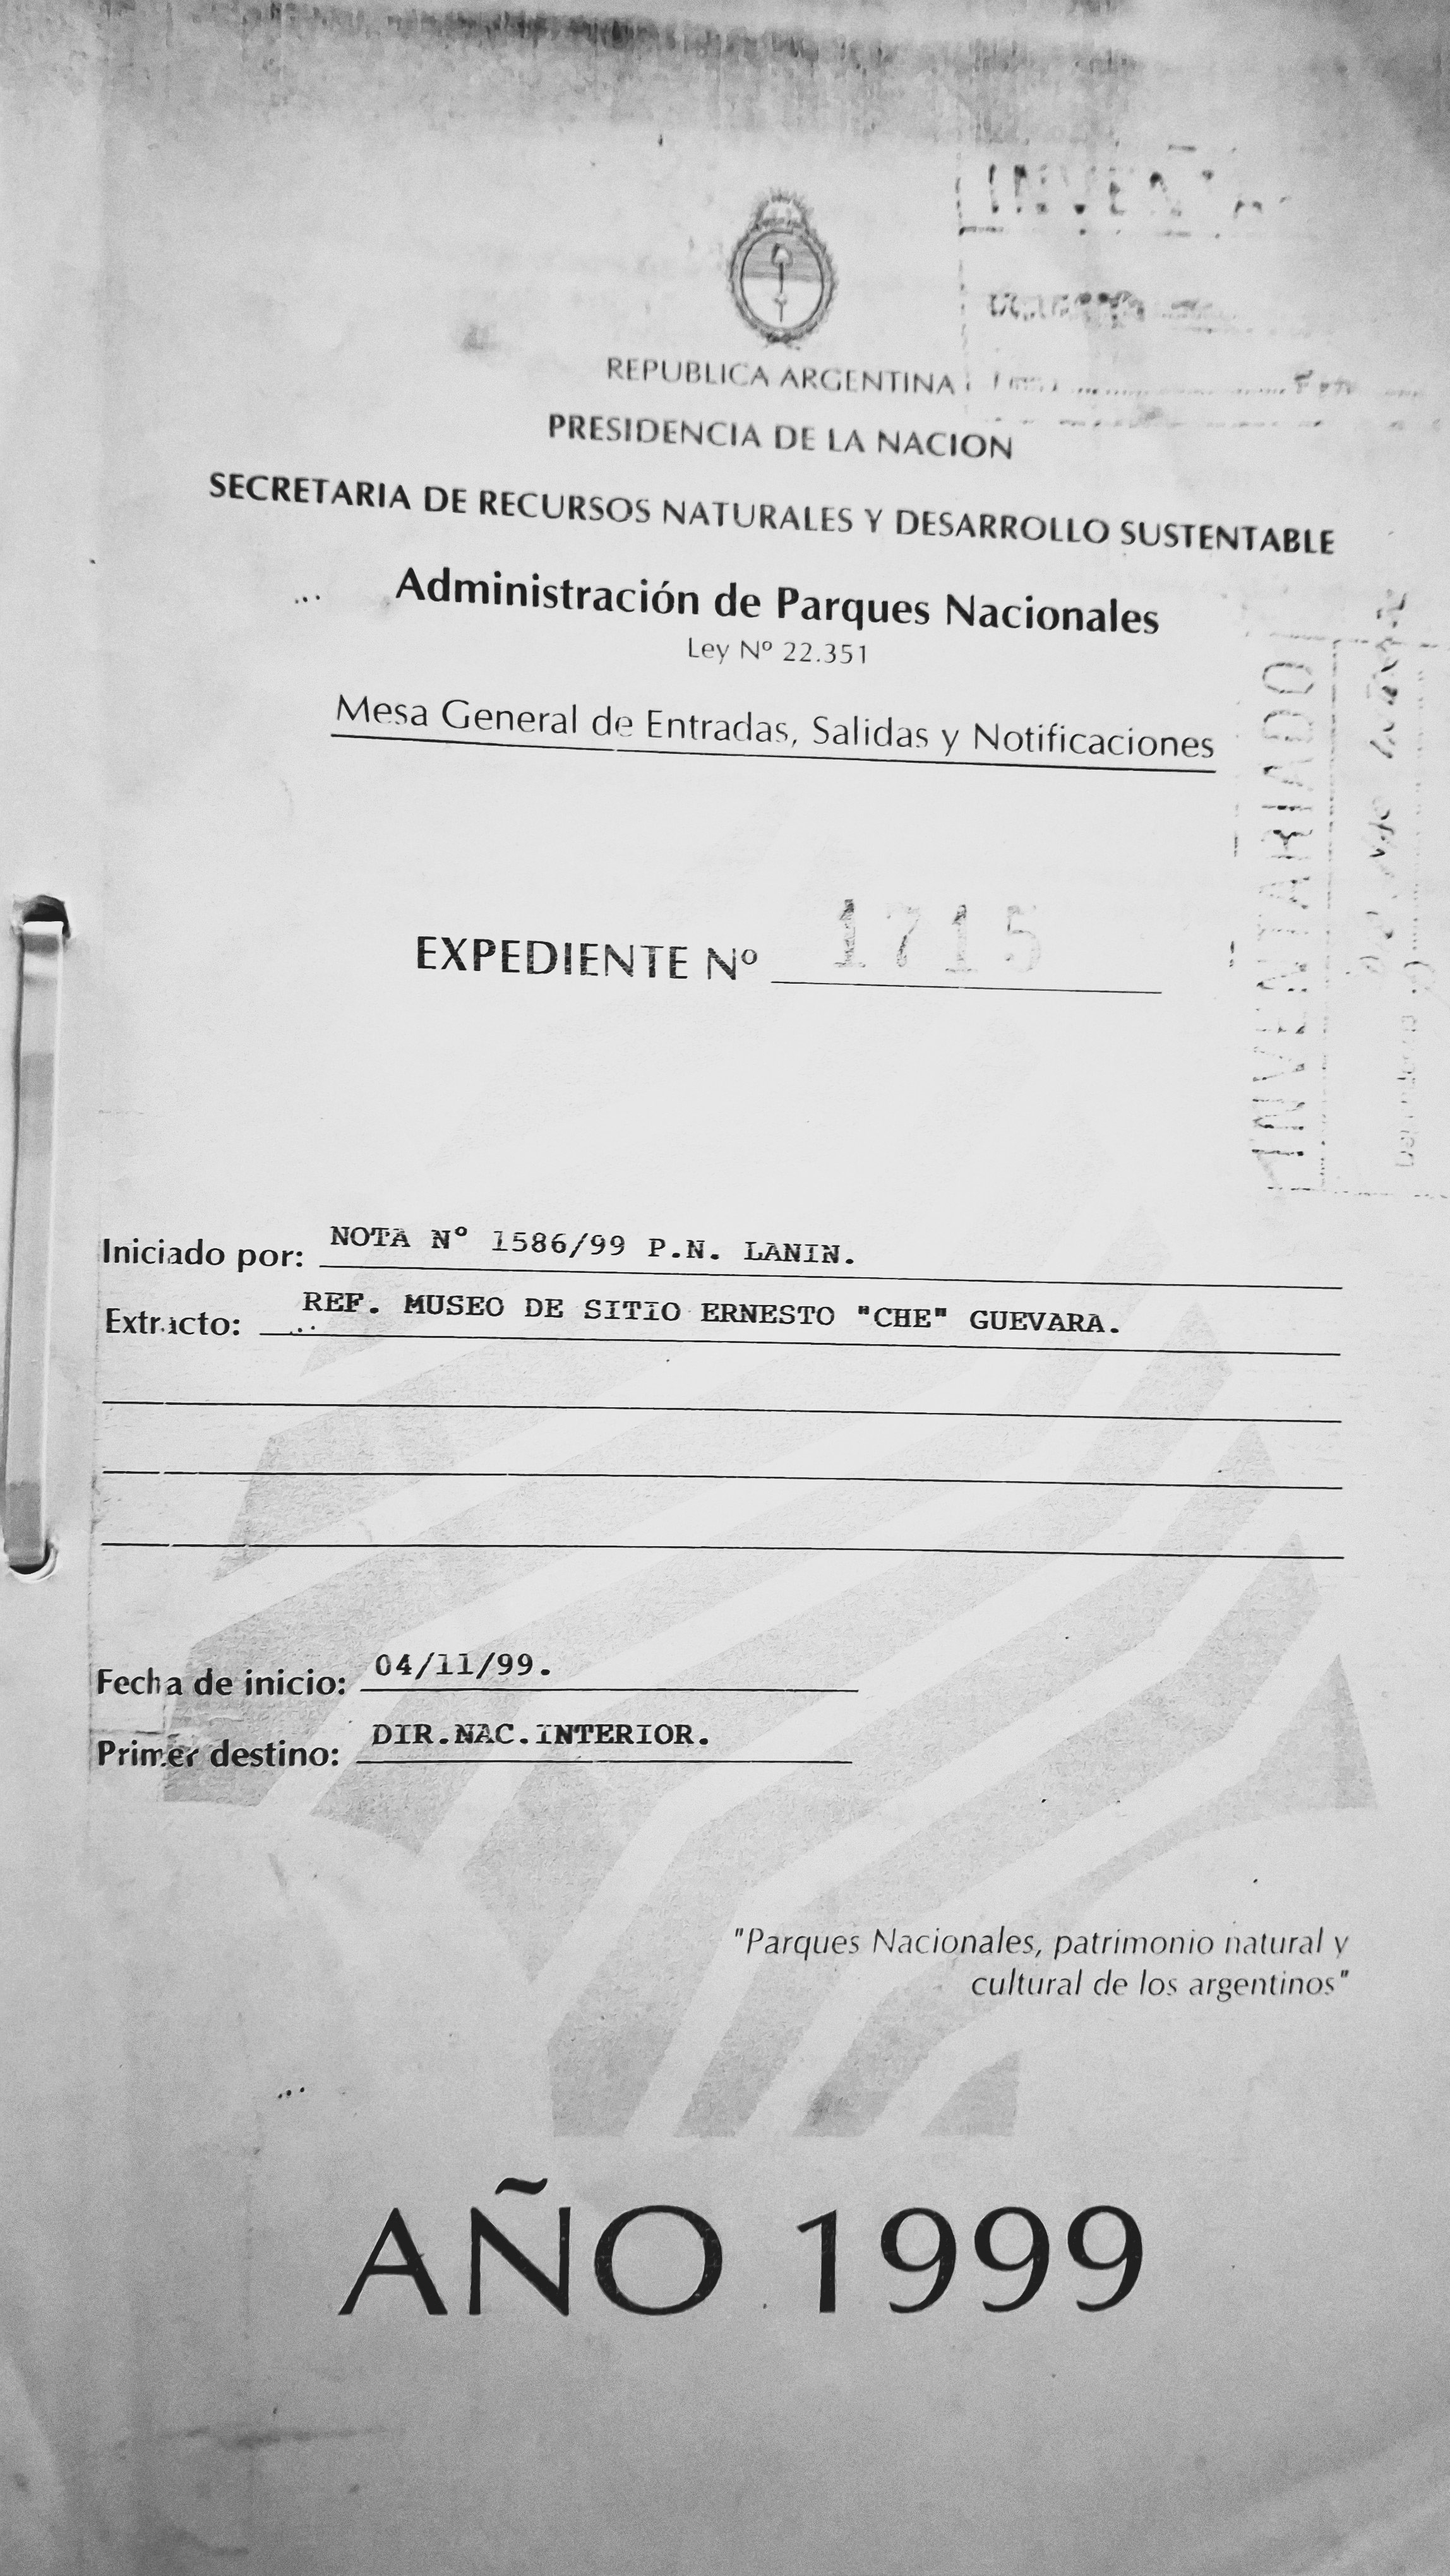 REPUBLICA ARGENTINA
PRESIDENCIA DE LA NACION
SECRETARIA DE RECURSOS NATURALES Y DESARROLLO SUSTENTABLE
Administración de Parques Nacionales
Ley Nº 22.351
Mesa General de Entradas, Salidas y Notificaciones
INVENTARIADO
EXPEDIENTE Nº 1715
Iniciado por: NOTA Nº 1586/99 P.N. LANIN.
Extracto: REF. MUSEO DE SITIO ERNESTO "CHE" GUEVARA.
Fecha de inicio: 04/11/99.
Primer destino: DIR.NAC.INTERIOR.
"Parques Nacionales, patrimonio natural y
cultural de los argentinos"
AÑO 1999